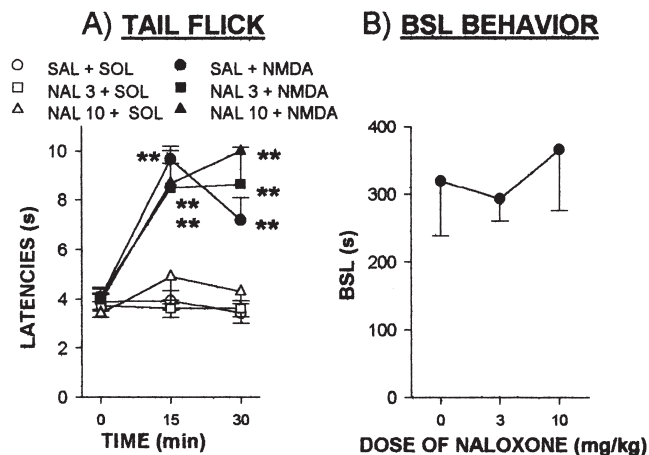 A) TAIL FLICK
B) BSL BEHAVIOR
SAL + SOL
SAL + NMDA
NAL 3 + SOL
NAL 3 + NMDA
NAL 10 + SOL
NAL 10 + NMDA
10
8
6
4
2
0
LATENCIES (s)
**
**
**
**
**
**
0
15
30
TIME (min)
400
300
200
100
0
BSL (s)
0
3
10
DOSE OF NALOXONE (mg/kg)